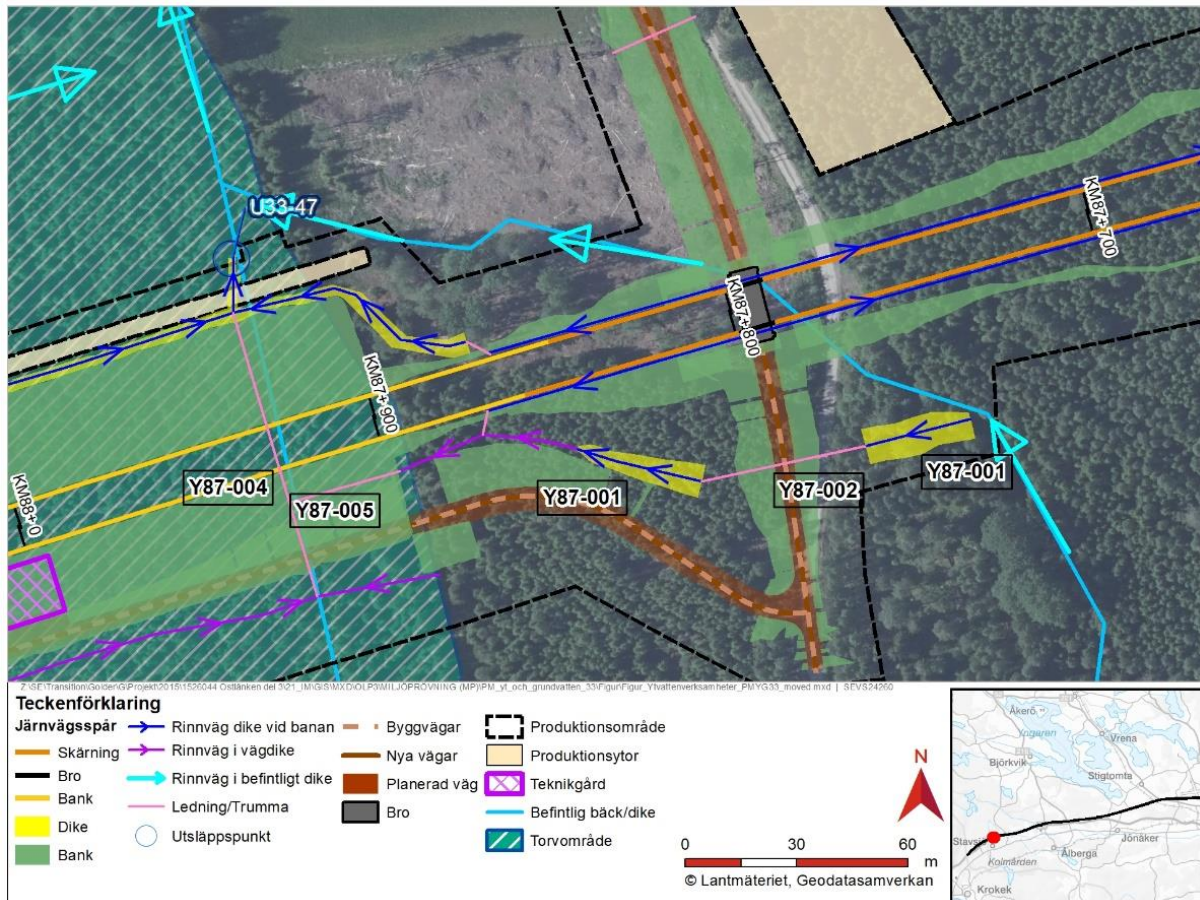 U33-47
KM87+700
KM87+800
KM87+900
KM88+0
Y87-004
Y87-005
Y87-001
Y87-002
Y87-001
Teckenförklaring
Järnvägsspår
Skärning
Bro
Bank
Dike
Bank
Rinnväg dike vid banan
Rinnväg i vägdike
Rinnväg i befintligt dike
Ledning/Trumma
Utsläppspunkt
Byggvägar
Nya vägar
Planerad väg
Bro
Produktionsområde
Produktionsytor
Teknikgård
Befintlig bäck/dike
Torvområde
N
0 30 60 m
© Lantmäteriet, Geodatasamverkan
Åkerö
Yngaren
Vrena
Björkvik
Stigtomta
Stavsj
Jönåker
Ålberga
Kolmården
Krokek